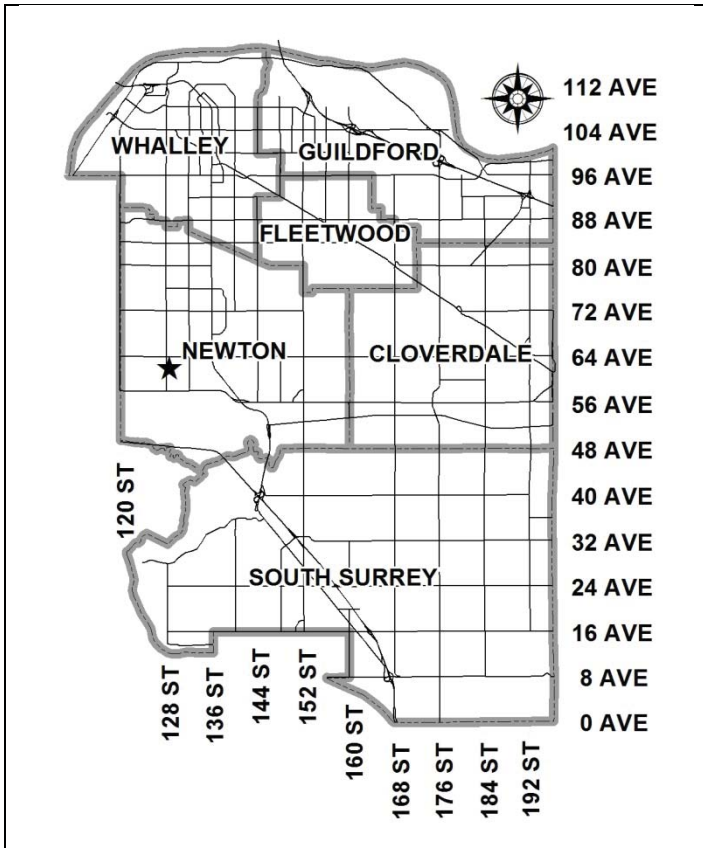 112 AVE
104 AVE
WHALLEY
GUILDFORD
96 AVE
88 AVE
FLEETWOOD
80 AVE
72 AVE
NEWTON
CLOVERDALE
64 AVE
56 AVE
48 AVE
120 ST
40 AVE
32 AVE
SOUTH SURREY
24 AVE
16 AVE
8 AVE
128 ST
136 ST
144 ST
152 ST
160 ST
0 AVE
168 ST
176 ST
184 ST
192 ST